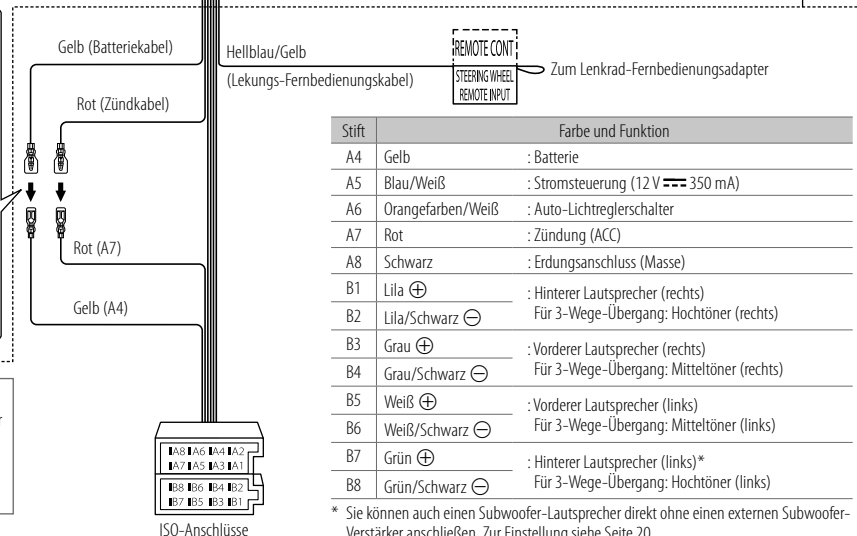 Gelb (Batteriekabel)
Hellblau/Gelb
(Lekungs-Fernbedienungskabel)
REMOTE CONT
STEERING WHEEL
REMOTE INPUT
Zum Lenkrad-Fernbedienungsadapter
Rot (Zündkabel)
Rot (A7)
Gelb (A4)
A8 A6 A4 A2
A7 A5 A3 A1
B8 B6 B4 B2
B7 B5 B3 B1
ISO-Anschlüsse
Stift Farbe und Funktion
A4 Gelb : Batterie
A5 Blau/Weiß : Stromsteuerung (12 V ⎓ 350 mA)
A6 Orangefarben/Weiß : Auto-Lichtreglerschalter
A7 Rot : Zündung (ACC)
A8 Schwarz : Erdungsanschluss (Masse)
B1 Lila ⊕ : Hinterer Lautsprecher (rechts)
B2 Lila/Schwarz ⊖ Für 3-Wege-Übergang: Hochtöner (rechts)
B3 Grau ⊕ : Vorderer Lautsprecher (rechts)
B4 Grau/Schwarz ⊖ Für 3-Wege-Übergang: Mitteltöner (rechts)
B5 Weiß ⊕ : Vorderer Lautsprecher (links)
B6 Weiß/Schwarz ⊖ Für 3-Wege-Übergang: Mitteltöner (links)
B7 Grün ⊕ : Hinterer Lautsprecher (links)*
B8 Grün/Schwarz ⊖ Für 3-Wege-Übergang: Hochtöner (links)
* Sie können auch einen Subwoofer-Lautsprecher direkt ohne einen externen Subwoofer-
Verstärker anschließen. Zur Einstellung siehe Seite 20.